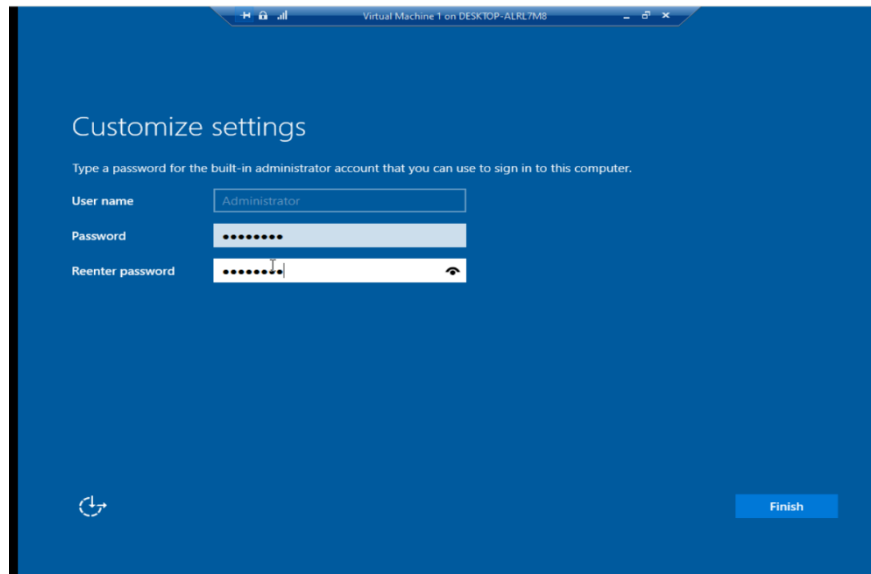 Virtual Machine 1 on DESKTOP-ALRL7M8
Customize settings
Type a password for the built-in administrator account that you can use to sign in to this computer.
User name Administrator
Password ••••••••
Reenter password ••••••••
Finish